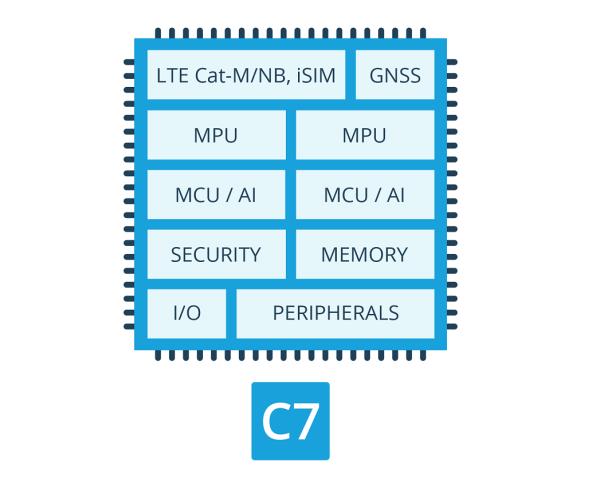 LTE Cat-M/NB, iSIM GNSS
MPU MPU
MCU / AI MCU / AI
SECURITY MEMORY
I/O PERIPHERALS
C7